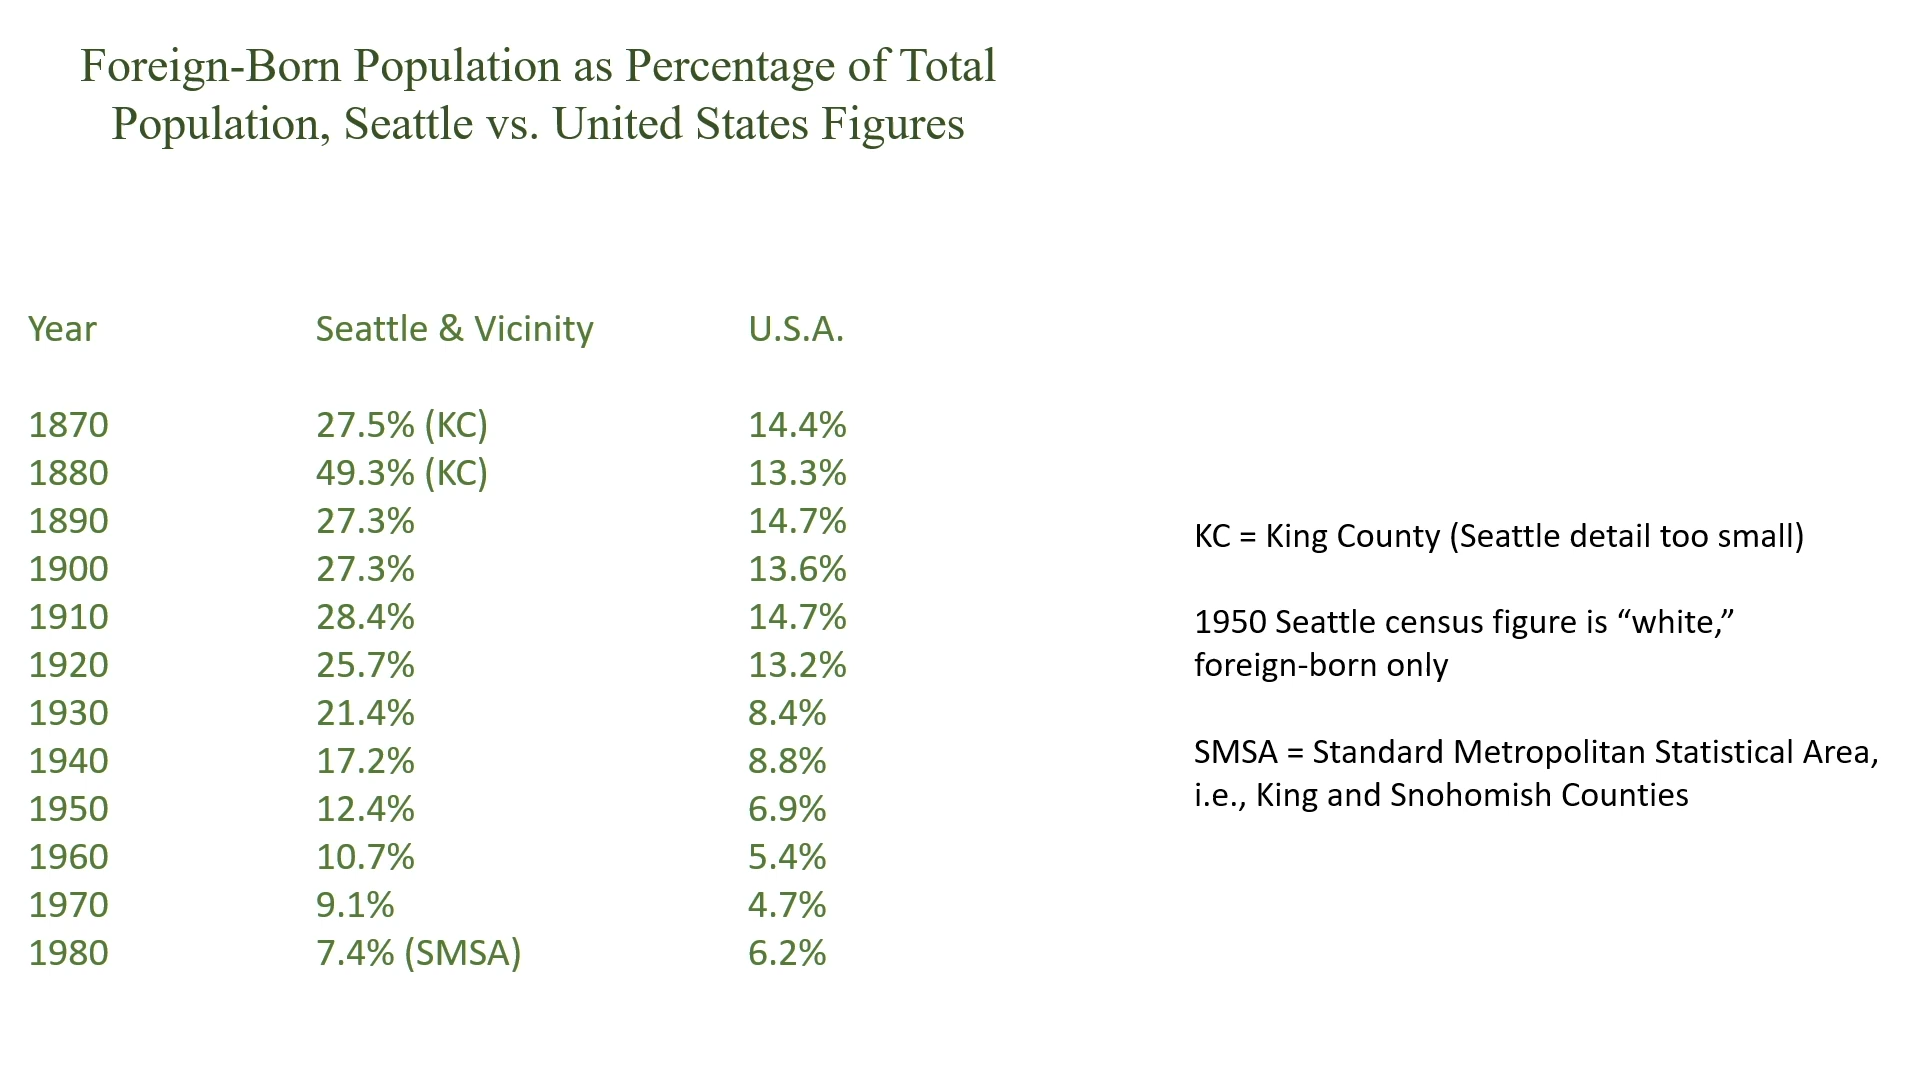 Foreign-Born Population as Percentage of Total
Population, Seattle vs. United States Figures
Year Seattle & Vicinity U.S.A.
1870 27.5% (KC) 14.4%
1880 49.3% (KC) 13.3%
1890 27.3% 14.7%
1900 27.3% 13.6%
1910 28.4% 14.7%
1920 25.7% 13.2%
1930 21.4% 8.4%
1940 17.2% 8.8%
1950 12.4% 6.9%
1960 10.7% 5.4%
1970 9.1% 4.7%
1980 7.4% (SMSA) 6.2%
KC = King County (Seattle detail too small)
1950 Seattle census figure is “white,”
foreign-born only
SMSA = Standard Metropolitan Statistical Area,
i.e., King and Snohomish Counties